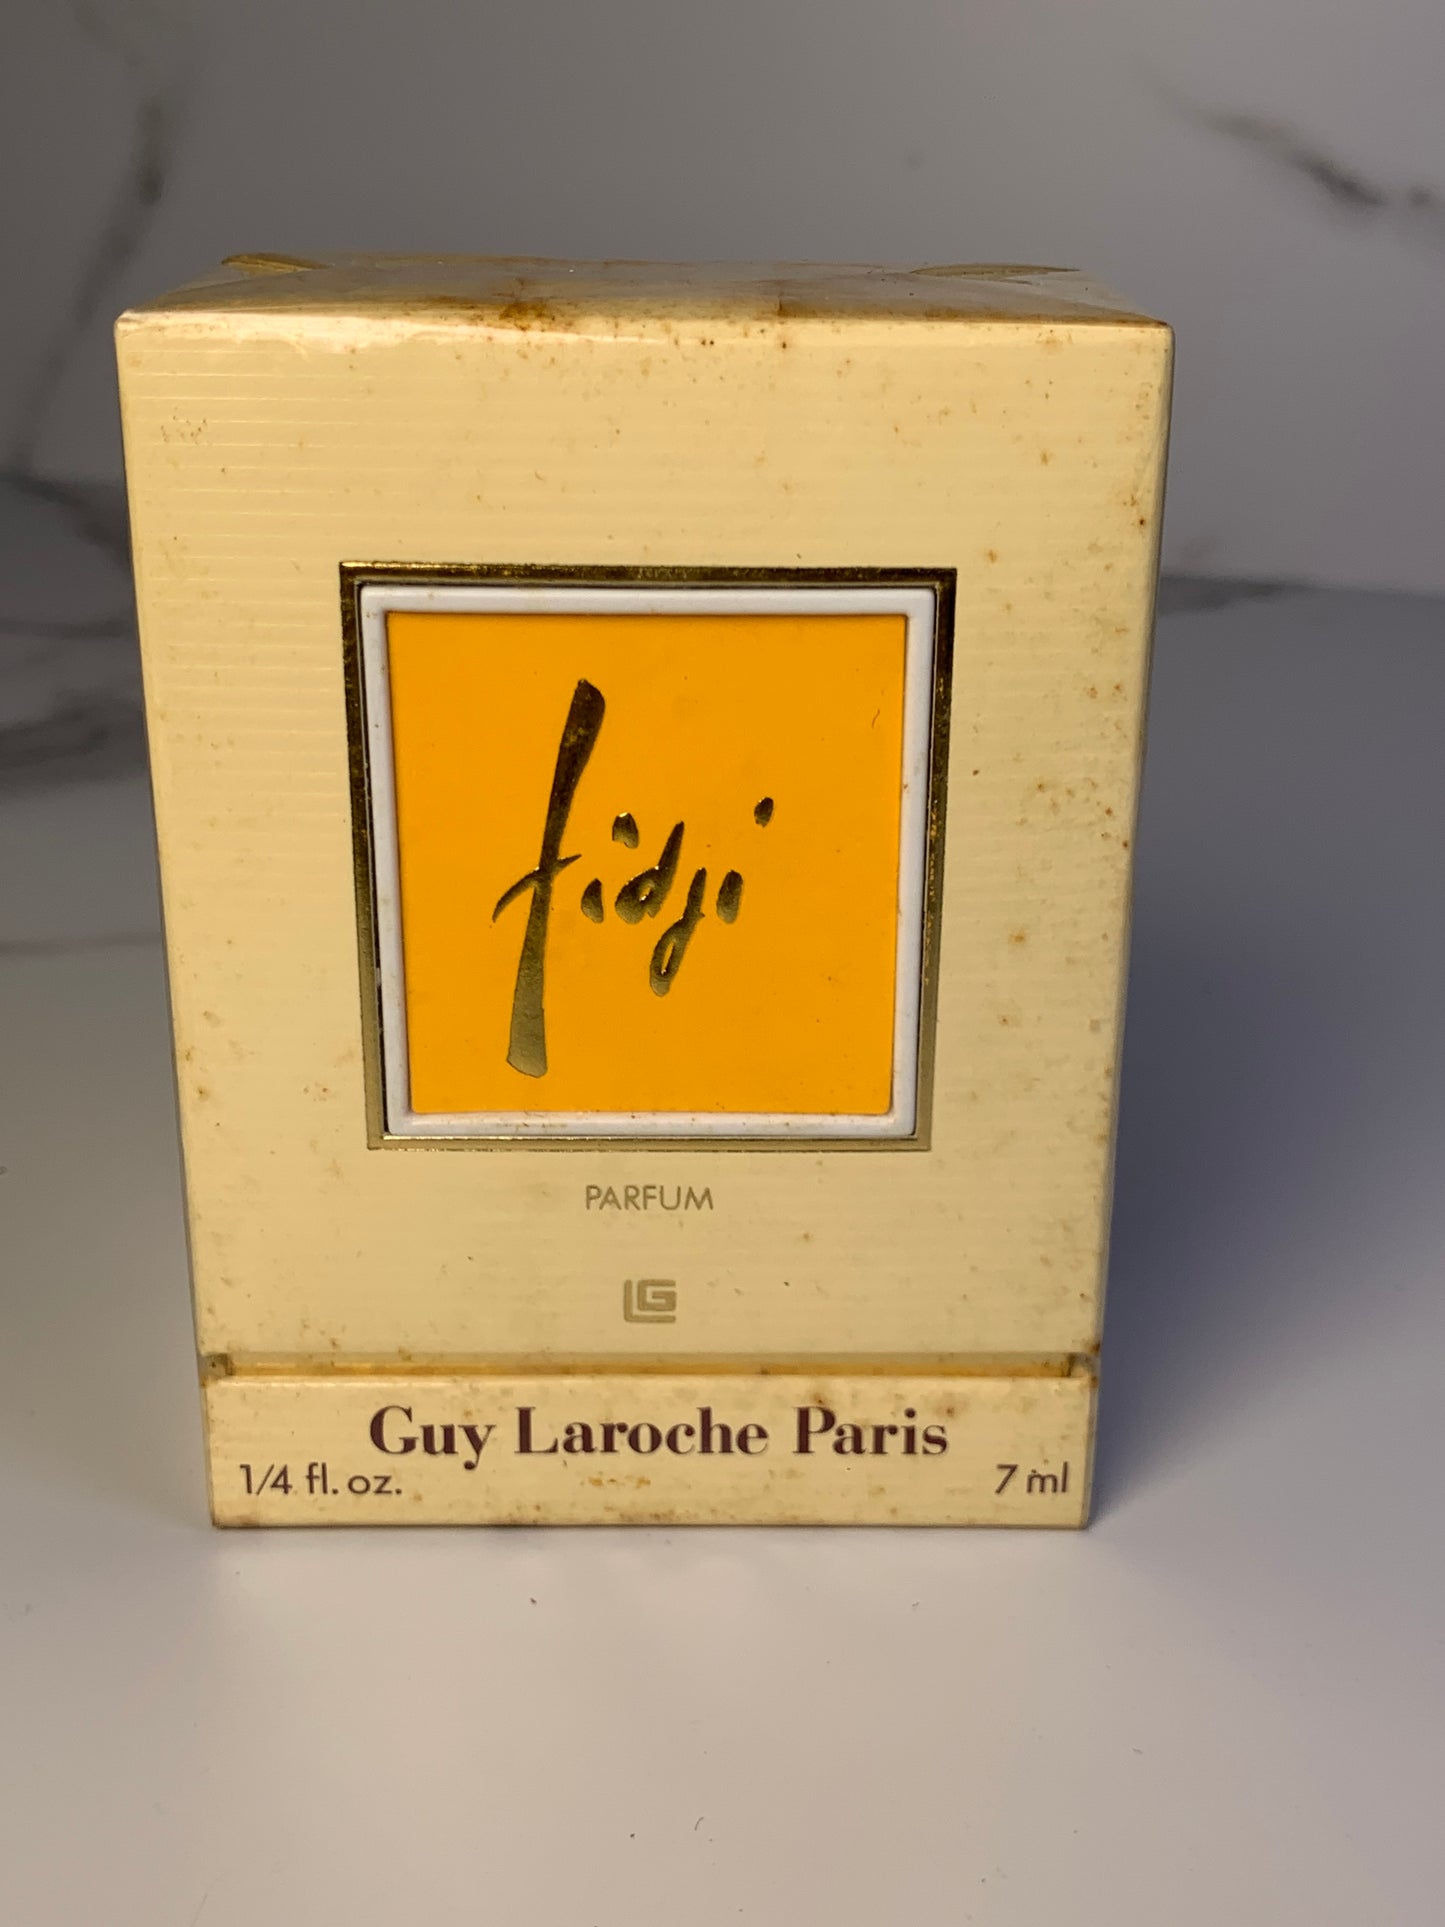 fidji
PARFUM
LG
Guy Laroche Paris
1/4 fl. oz. 7 ml